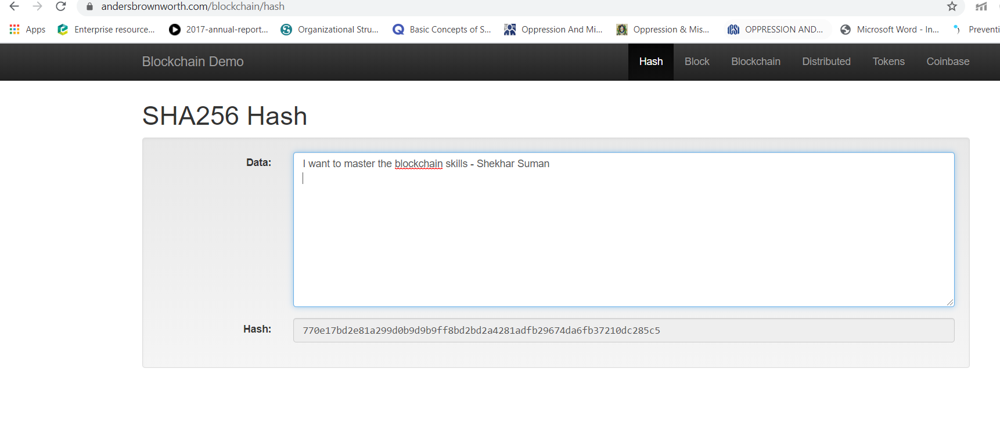 andersbrownworth.com/blockchain/hash
Apps Enterprise resource... 2017-annual-report... Organizational Stru... Basic Concepts of S... Oppression And Mi... Oppression & Mis... OPPRESSION AND... Microsoft Word - In... Preventi
Blockchain Demo Hash Block Blockchain Distributed Tokens Coinbase
SHA256 Hash
Data: I want to master the blockchain skills - Shekhar Suman
Hash: 770e17bd2e81a299d0b9d9b9ff8bd2bd2a4281adfb29674da6fb37210dc285c5